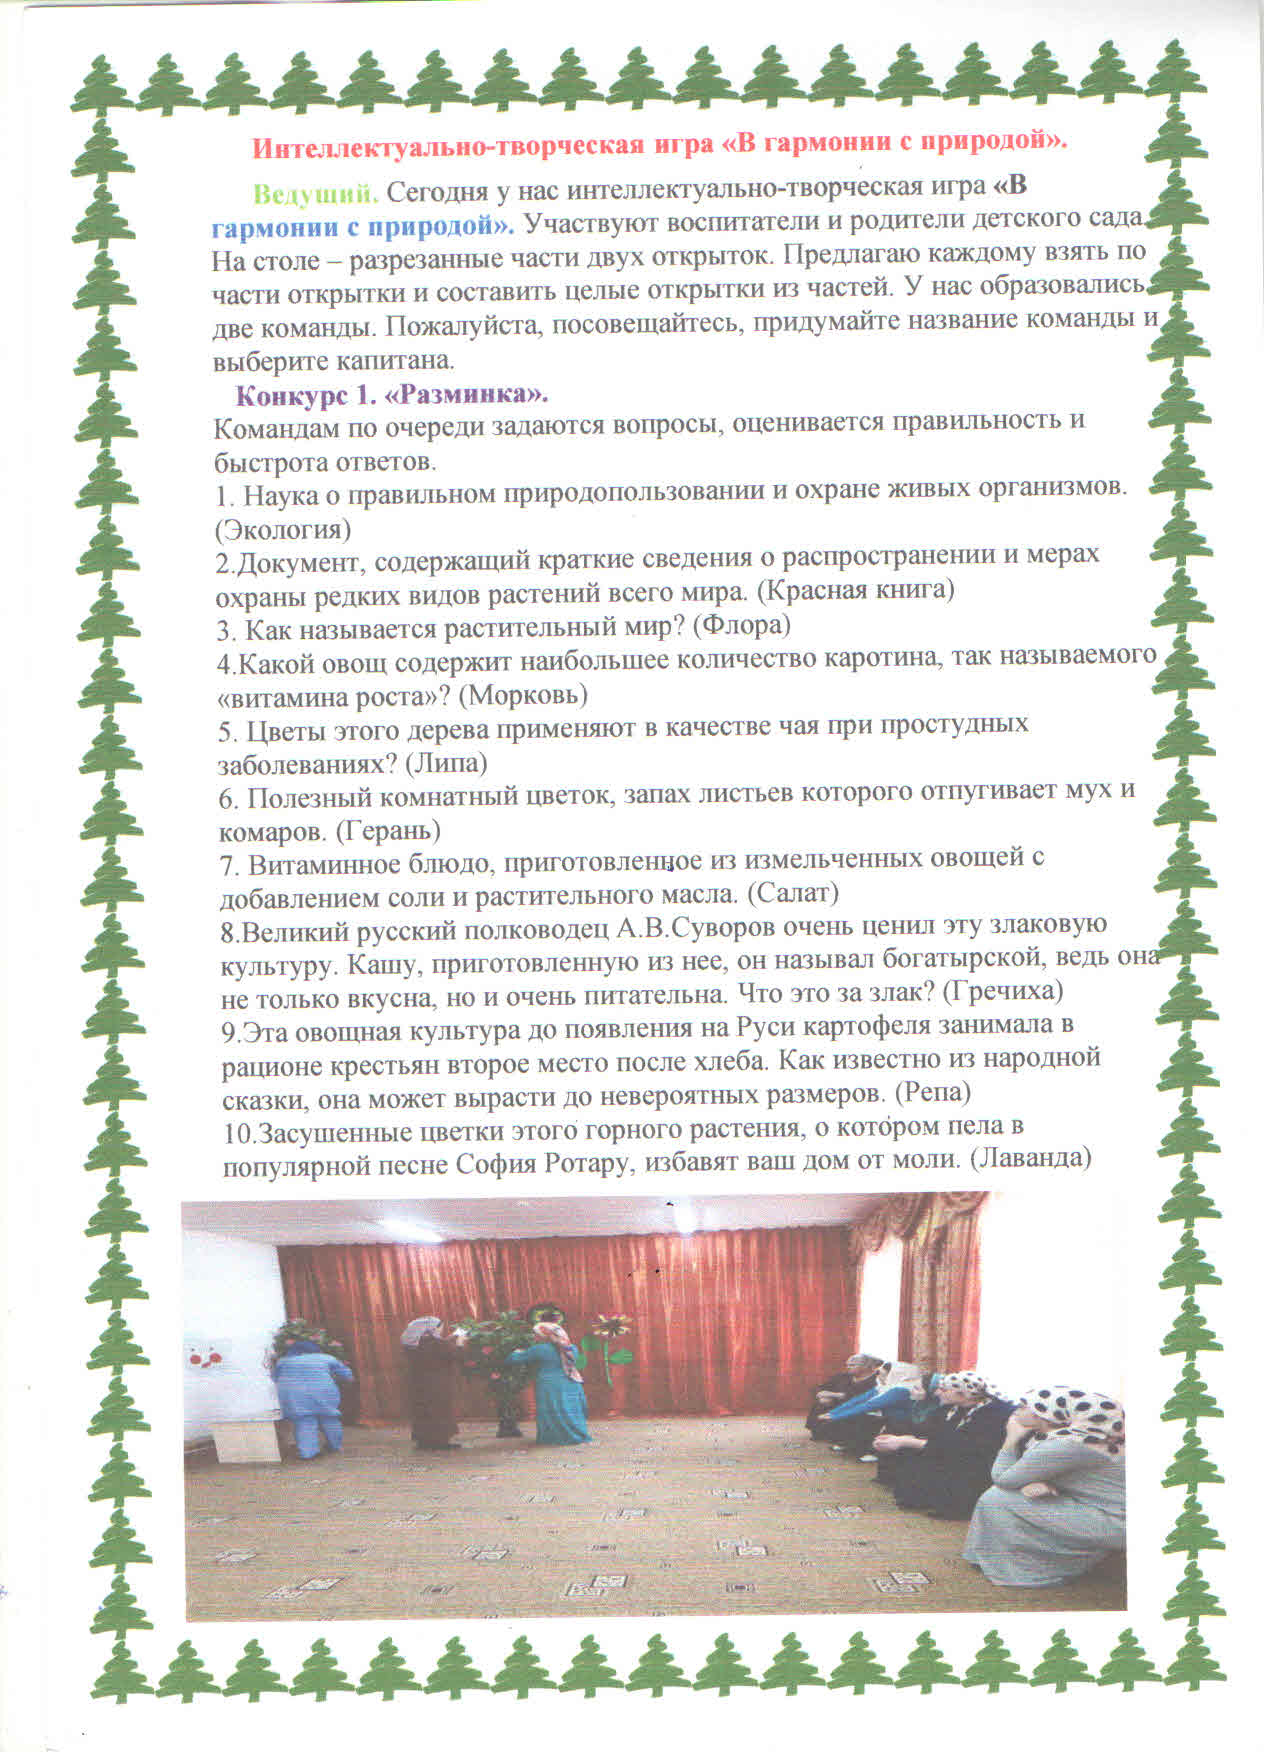 Интеллектуально-творческая игра «В гармонии с природой».
Ведущий. Сегодня у нас интеллектуально-творческая игра «В
гармонии с природой». Участвуют воспитатели и родители детского сада.
На столе – разрезанные части двух открыток. Предлагаю каждому взять по
части открытки и составить целые открытки из частей. У нас образовались
две команды. Пожалуйста, посовещайтесь, придумайте название команды и
выберите капитана.
Конкурс 1. «Разминка».
Командам по очереди задаются вопросы, оценивается правильность и
быстрота ответов.
1. Наука о правильном природопользовании и охране живых организмов.
(Экология)
2.Документ, содержащий краткие сведения о распространении и мерах
охраны редких видов растений всего мира. (Красная книга)
3. Как называется растительный мир? (Флора)
4.Какой овощ содержит наибольшее количество каротина, так называемого
«витамина роста»? (Морковь)
5. Цветы этого дерева применяют в качестве чая при простудных
заболеваниях? (Липа)
6. Полезный комнатный цветок, запах листьев которого отпугивает мух и
комаров. (Герань)
7. Витаминное блюдо, приготовленное из измельченных овощей с
добавлением соли и растительного масла. (Салат)
8.Великий русский полководец А.В.Суворов очень ценил эту злаковую
культуру. Кашу, приготовленную из нее, он называл богатырской, ведь она
не только вкусна, но и очень питательна. Что это за злак? (Гречиха)
9.Эта овощная культура до появления на Руси картофеля занимала в
рационе крестьян второе место после хлеба. Как известно из народной
сказки, она может вырасти до невероятных размеров. (Репа)
10.Засушенные цветки этого горного растения, о котором пела в
популярной песне София Ротару, избавят ваш дом от моли. (Лаванда)